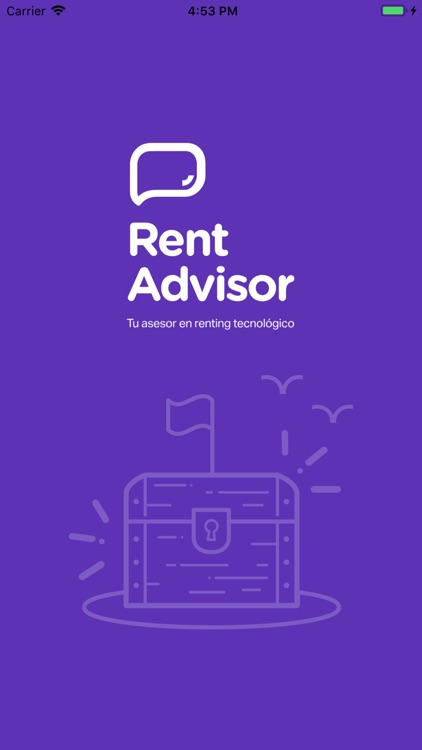 Carrier 4:53 PM
Rent
Advisor
Tu asesor en renting tecnológico